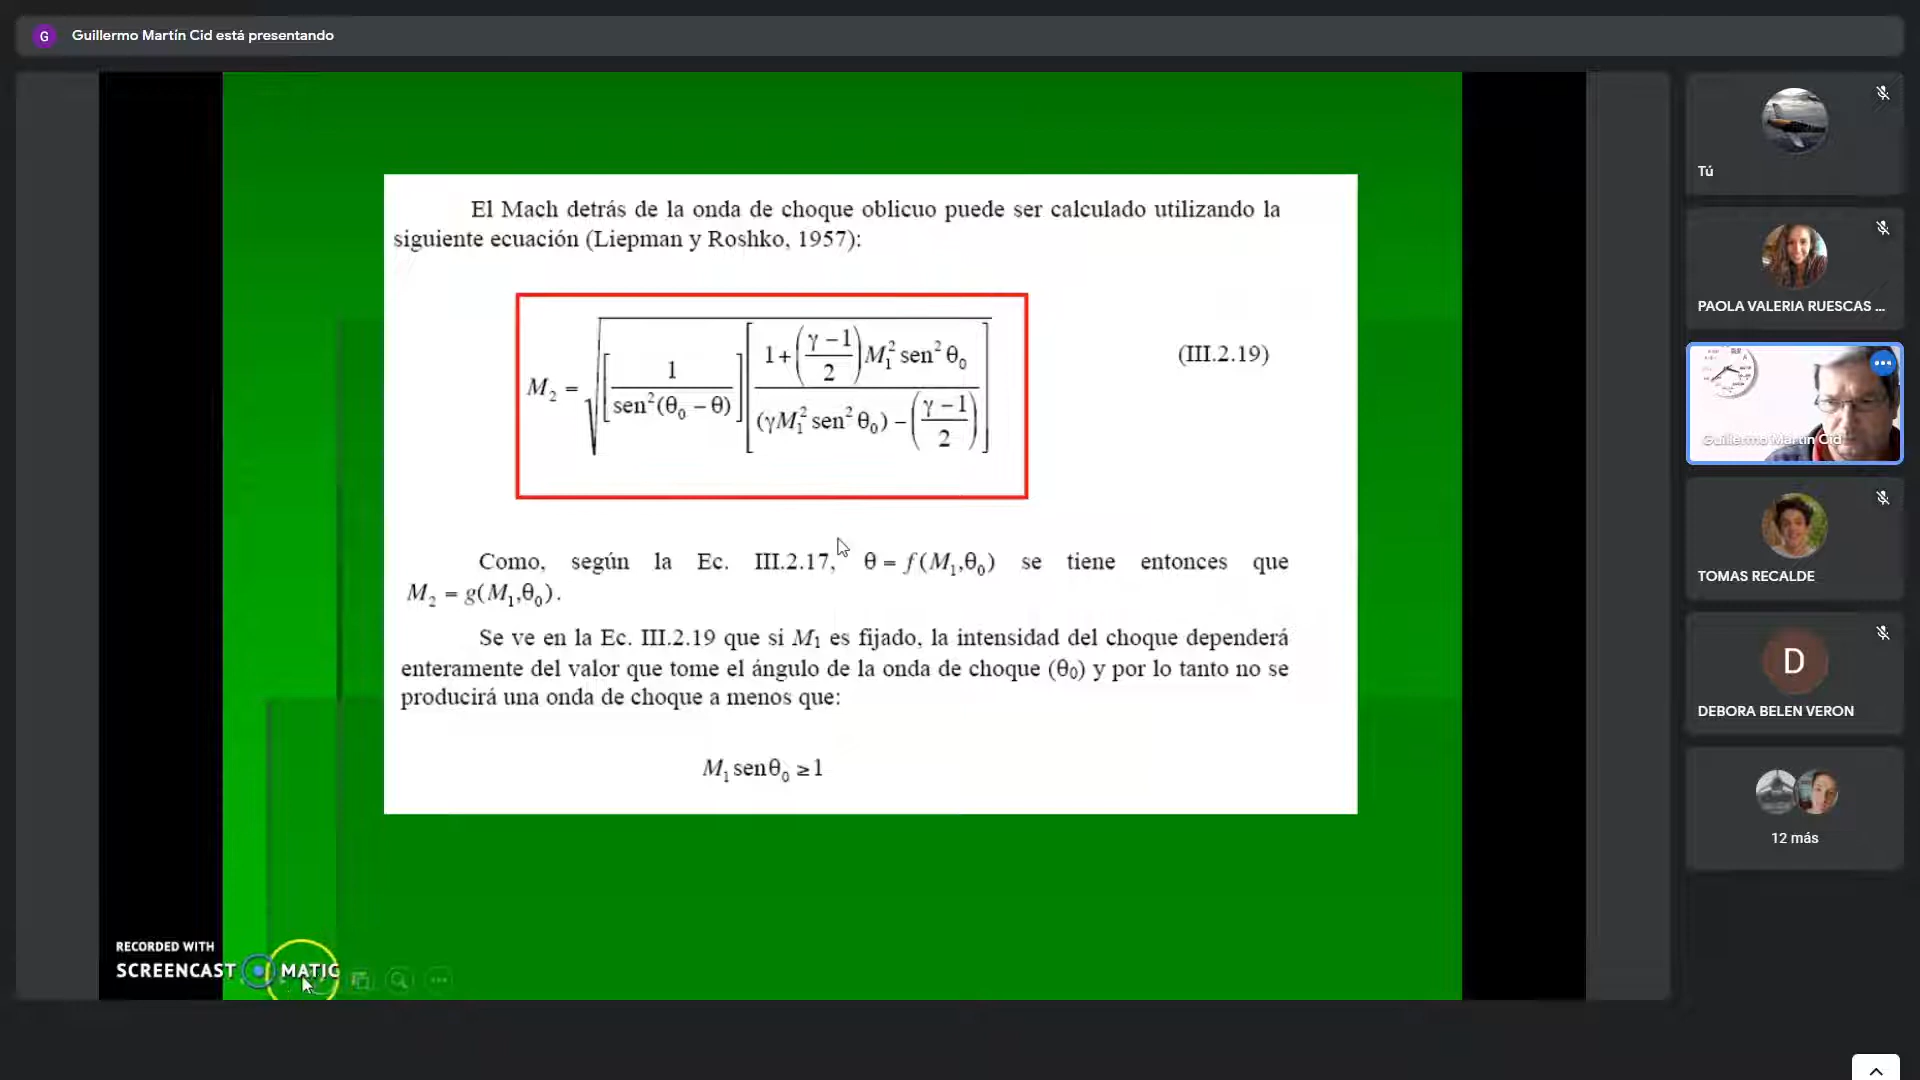 G Guillermo Martín Cid está presentando
El Mach detrás de la onda de choque oblicuo puede ser calculado utilizando la
siguiente ecuación (Liepman y Roshko, 1957):
M₂ = √[1 / sen²(θ₀ − θ)] [(1 + ((γ − 1) / 2) M₁² sen² θ₀) / ((γM₁² sen² θ₀) − ((γ − 1) / 2))]
(III.2.19)
Como, según la Ec. III.2.17, θ = f(M₁,θ₀) se tiene entonces que
M₂ = g(M₁,θ₀).
Se ve en la Ec. III.2.19 que si M₁ es fijado, la intensidad del choque dependerá
enteramente del valor que tome el ángulo de la onda de choque (θ₀) y por lo tanto no se
producirá una onda de choque a menos que:
M₁ senθ₀ ≥ 1
RECORDED WITH
SCREENCAST MATIC
Tú
PAOLA VALERIA RUESCAS ...
Guillermo Martín Cid
TOMAS RECALDE
D
DEBORA BELEN VERON
12 más